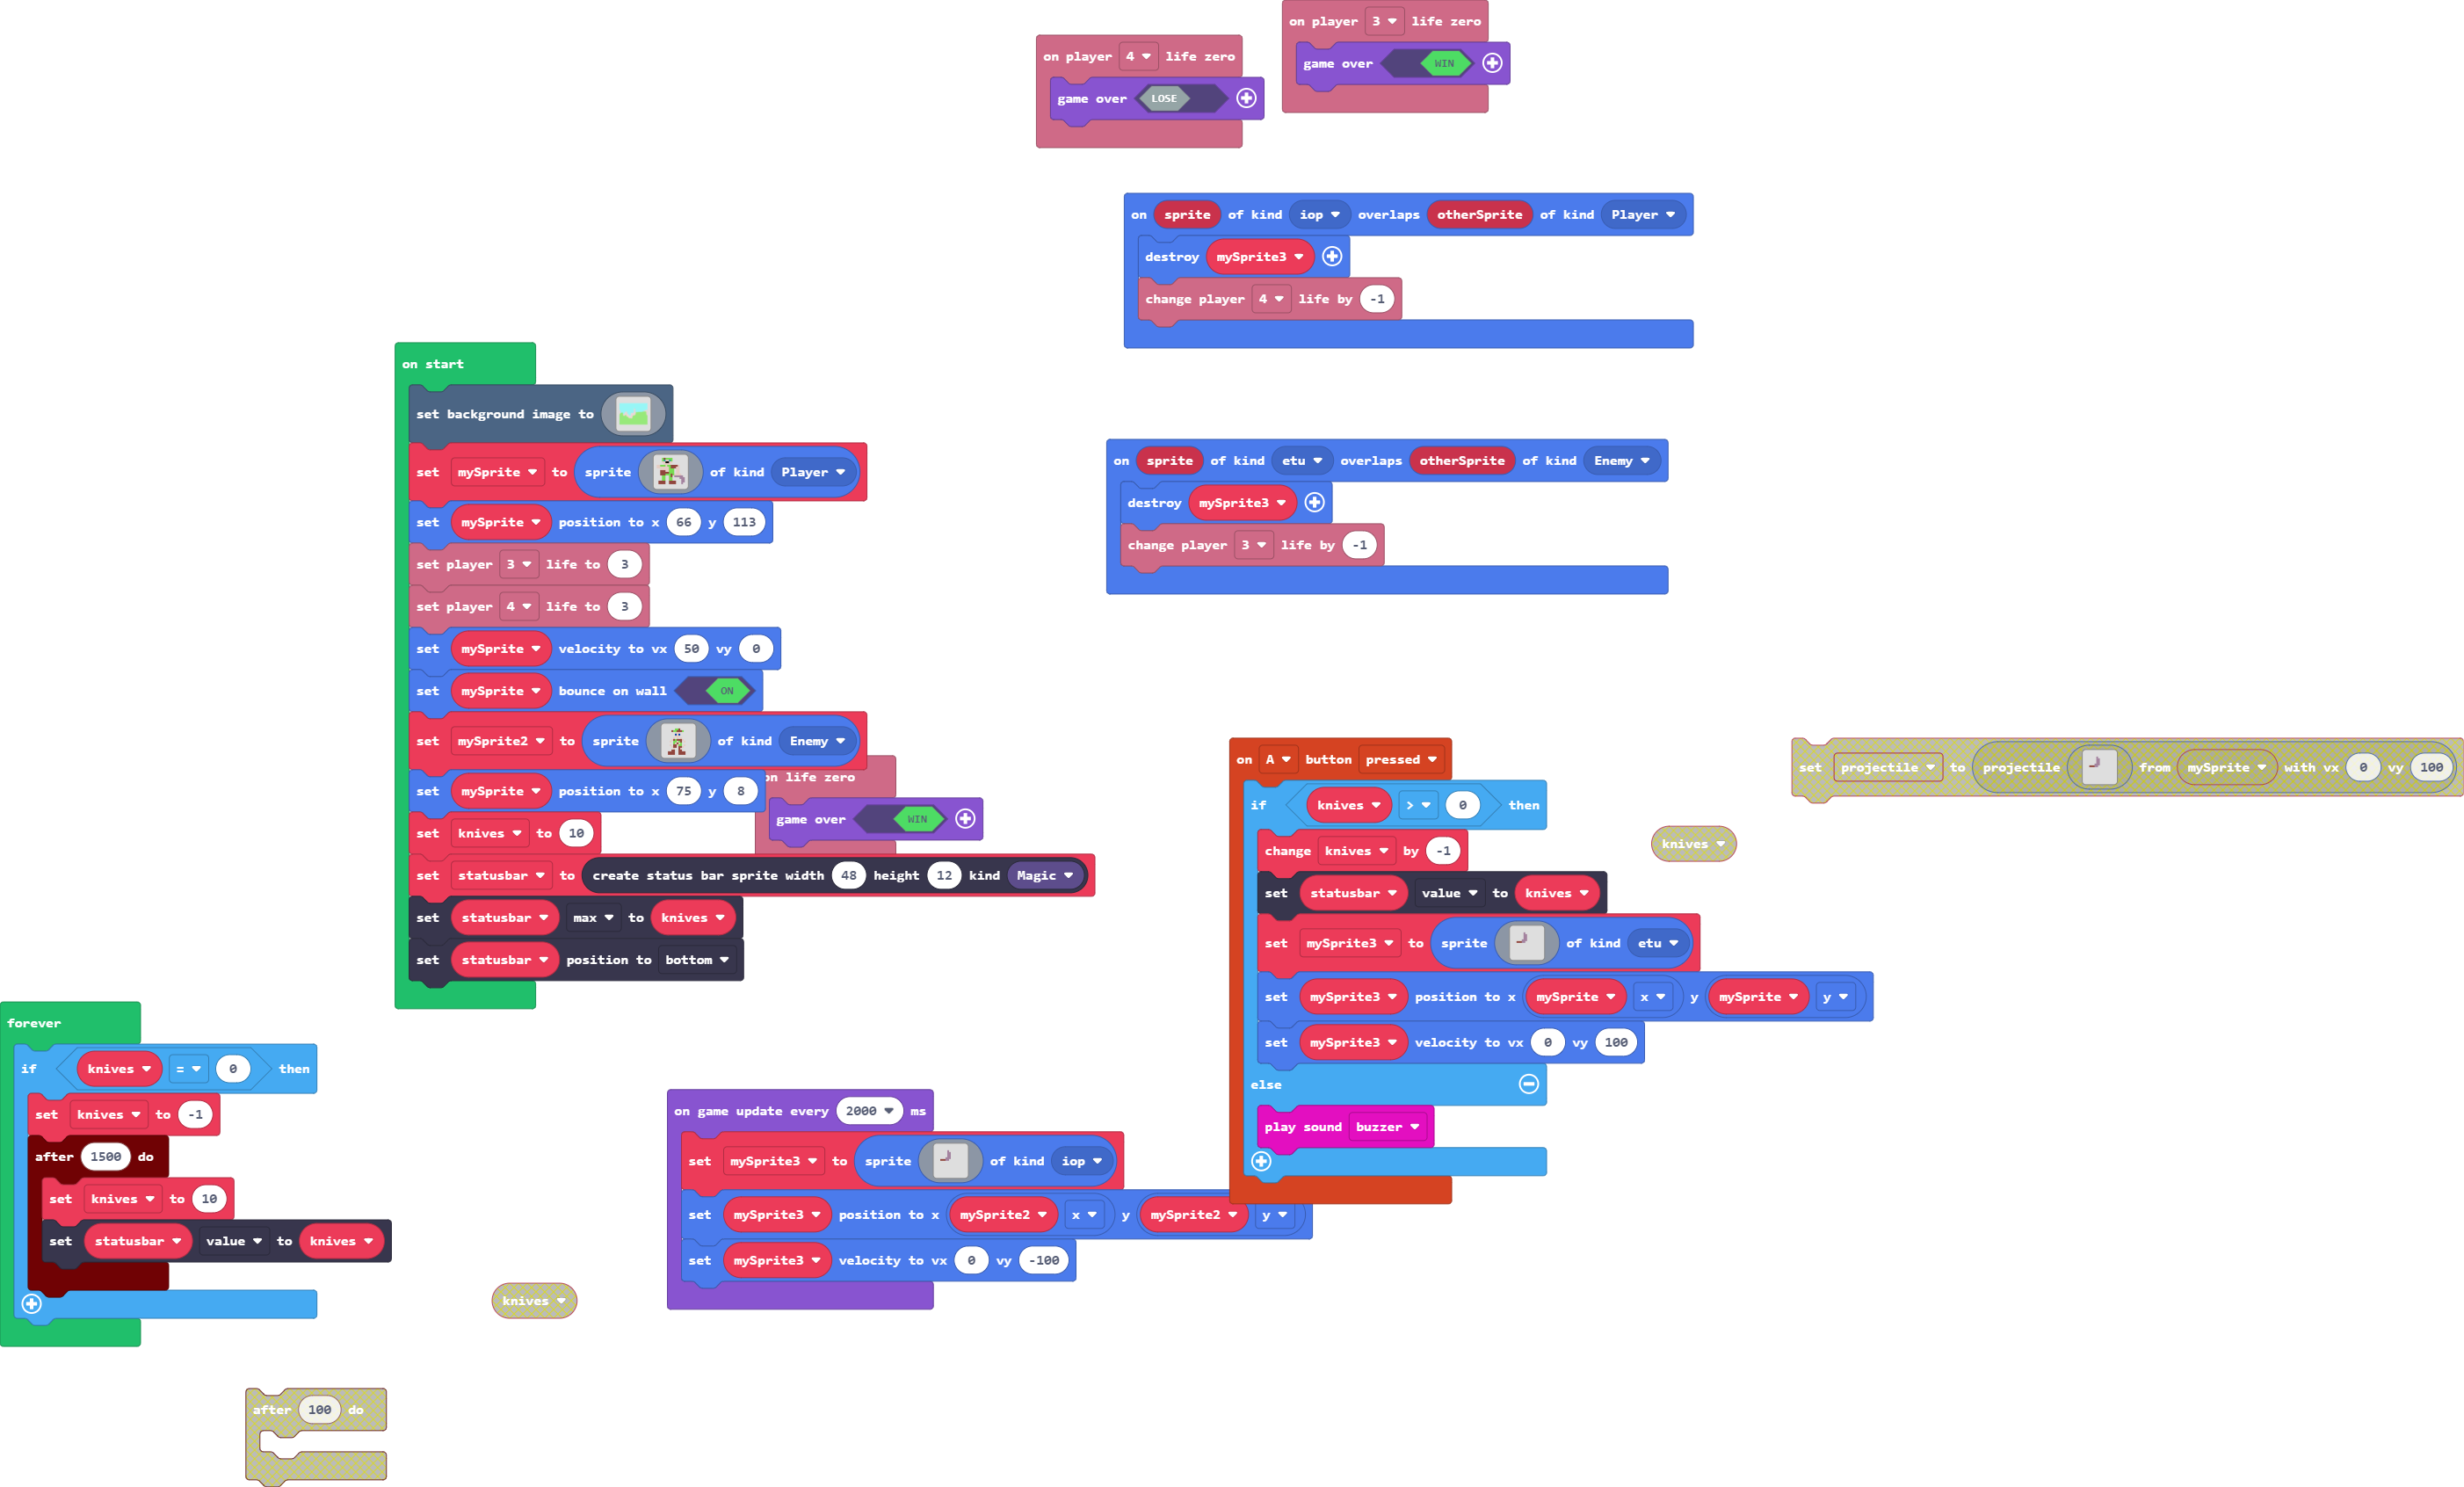 on player 3 life zero
game over WIN
on player 4 life zero
game over LOSE
on sprite of kind iop overlaps otherSprite of kind Player
destroy mySprite3
change player 4 life by -1
on start
set background image to
set mySprite to sprite of kind Player
set mySprite position to x 66 y 113
set player 3 life to 3
set player 4 life to 3
set mySprite velocity to vx 50 vy 0
set mySprite bounce on wall ON
set mySprite2 to sprite of kind Enemy
set mySprite position to x 75 y 8
set knives to 10
set statusbar to create status bar sprite width 48 height 12 kind Magic
set statusbar max to knives
set statusbar position to bottom
on life zero
game over WIN
on sprite of kind etu overlaps otherSprite of kind Enemy
destroy mySprite3
change player 3 life by -1
on A button pressed
if knives > 0 then
change knives by -1
set statusbar value to knives
set mySprite3 to sprite of kind etu
set mySprite3 position to x mySprite x y mySprite y
set mySprite3 velocity to vx 0 vy 100
else
play sound buzzer
set projectile to projectile from mySprite with vx 0 vy 100
knives
forever
if knives = 0 then
set knives to -1
after 1500 do
set knives to 10
set statusbar value to knives
on game update every 2000 ms
set mySprite3 to sprite of kind iop
set mySprite3 position to x mySprite2 x y mySprite2 y
set mySprite3 velocity to vx 0 vy -100
knives
after 100 do